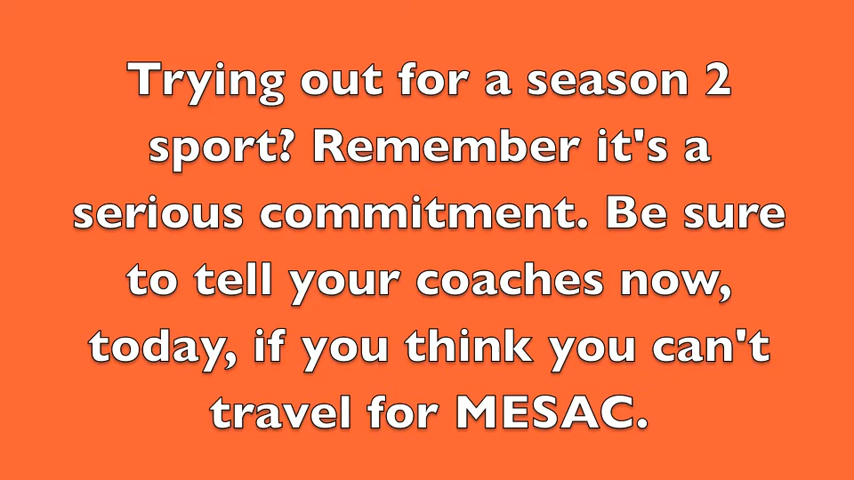 Trying out for a season 2
sport? Remember it's a
serious commitment. Be sure
to tell your coaches now,
today, if you think you can't
travel for MESAC.